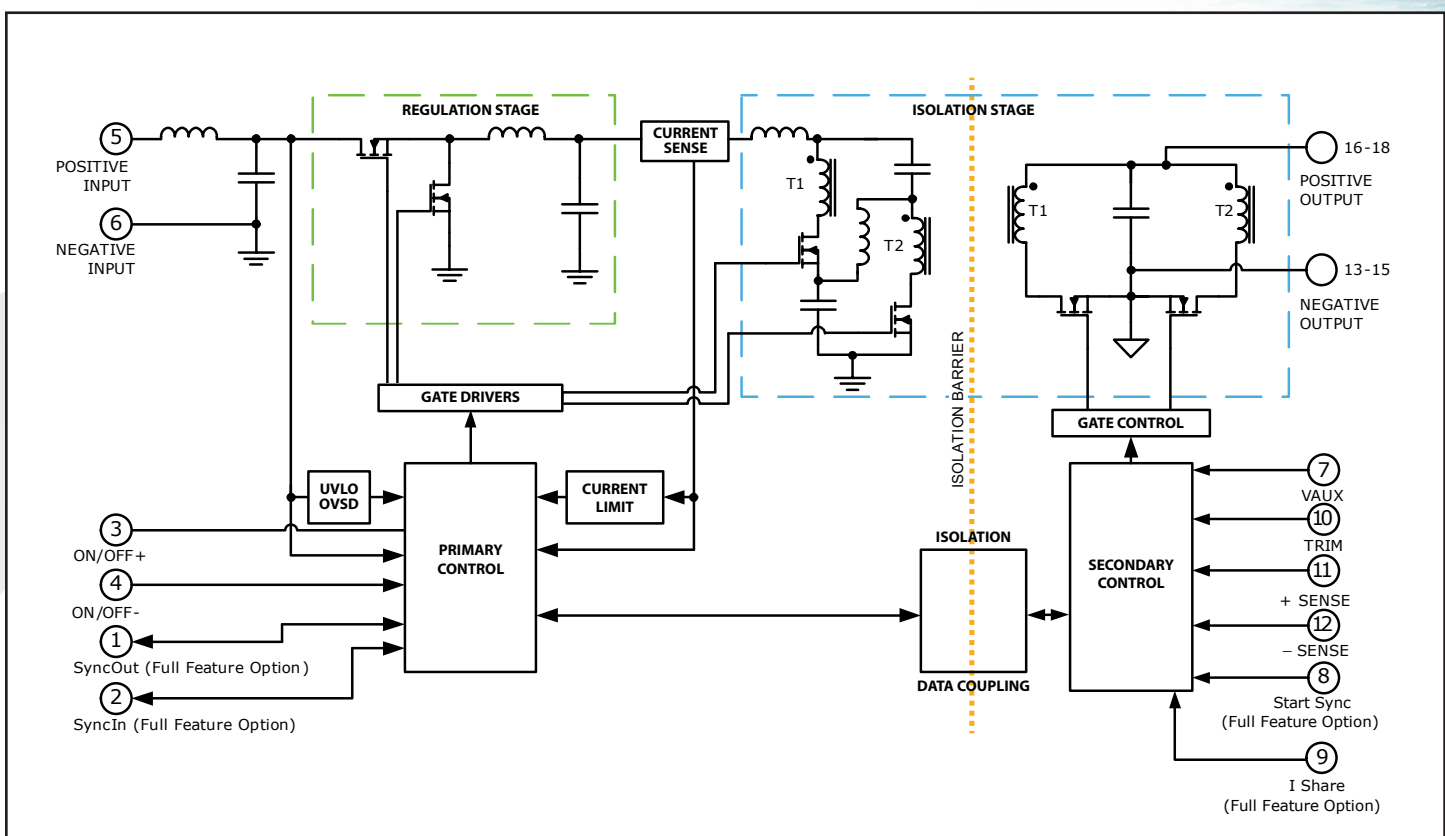 REGULATION STAGE
ISOLATION STAGE
5
POSITIVE
INPUT
6
NEGATIVE
INPUT
CURRENT
SENSE
T1
T2
T1
T2
16-18
POSITIVE
OUTPUT
13-15
NEGATIVE
OUTPUT
ISOLATION BARRIER
GATE DRIVERS
GATE CONTROL
UVLO
OVSD
CURRENT
LIMIT
PRIMARY
CONTROL
3
ON/OFF+
4
ON/OFF-
1
SyncOut (Full Feature Option)
2
SyncIn (Full Feature Option)
ISOLATION
DATA COUPLING
SECONDARY
CONTROL
7
VAUX
10
TRIM
11
+ SENSE
12
− SENSE
8
Start Sync
(Full Feature Option)
9
I Share
(Full Feature Option)